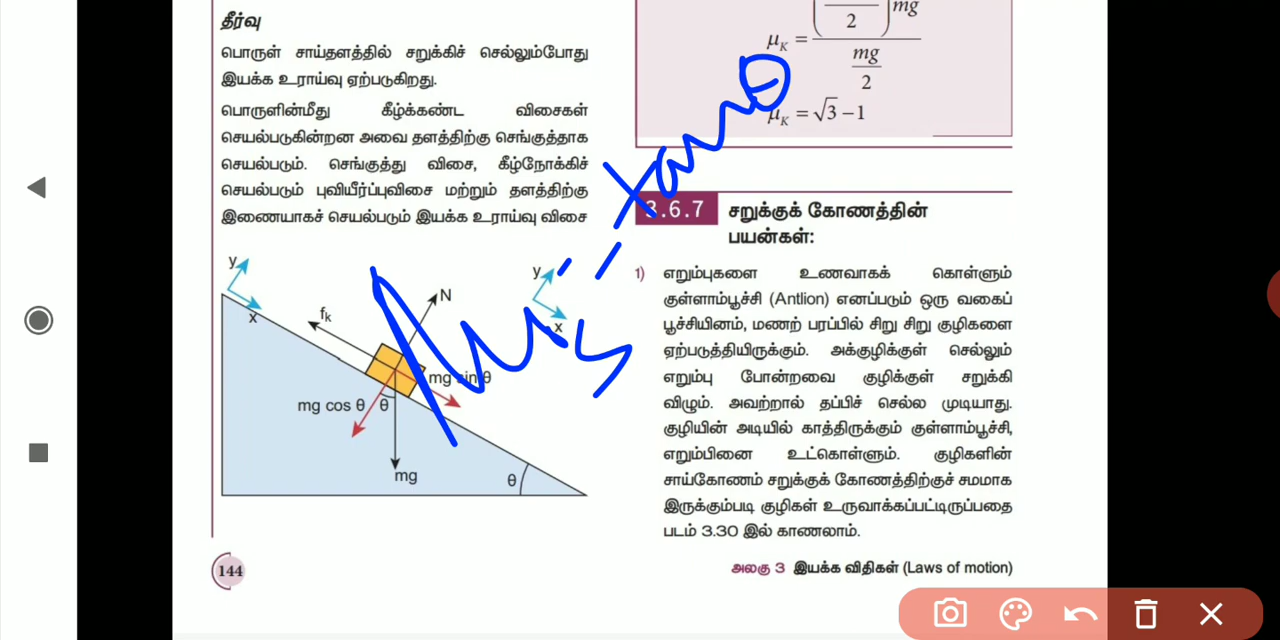 தீர்வு
பொருள் சாய்தளத்தில் சறுக்கிச் செல்லும்போது
இயக்க உராய்வு ஏற்படுகிறது.
பொருளின்மீது கீழ்க்கண்ட விசைகள்
செயல்படுகின்றன அவை தளத்திற்கு செங்குத்தாக
செயல்படும். செங்குத்து விசை, கீழ்நோக்கிச்
செயல்படும் புவியீர்ப்புவிசை மற்றும் தளத்திற்கு
இணையாகச் செயல்படும் இயக்க உராய்வு விசை
y
x
fk
N
mg sin θ
mg cos θ
θ
mg
θ
y
x
μs = tan θ
144
2
mg
μK =
mg
2
μK = √3 − 1
3.6.7 சறுக்குக் கோணத்தின்
பயன்கள்:
1) எறும்புகளை உணவாகக் கொள்ளும்
குள்ளாம்பூச்சி (Antlion) எனப்படும் ஒரு வகைப்
பூச்சியினம், மணற் பரப்பில் சிறு சிறு குழிகளை
ஏற்படுத்தியிருக்கும். அக்குழிக்குள் செல்லும்
எறும்பு போன்றவை குழிக்குள் சறுக்கி
விழும். அவற்றால் தப்பிச் செல்ல முடியாது.
குழியின் அடியில் காத்திருக்கும் குள்ளாம்பூச்சி,
எறும்பினை உட்கொள்ளும். குழிகளின்
சாய்கோணம் சறுக்குக் கோணத்திற்குச் சமமாக
இருக்கும்படி குழிகள் உருவாக்கப்பட்டிருப்பதை
படம் 3.30 இல் காணலாம்.
அலகு 3 இயக்க விதிகள் (Laws of motion)